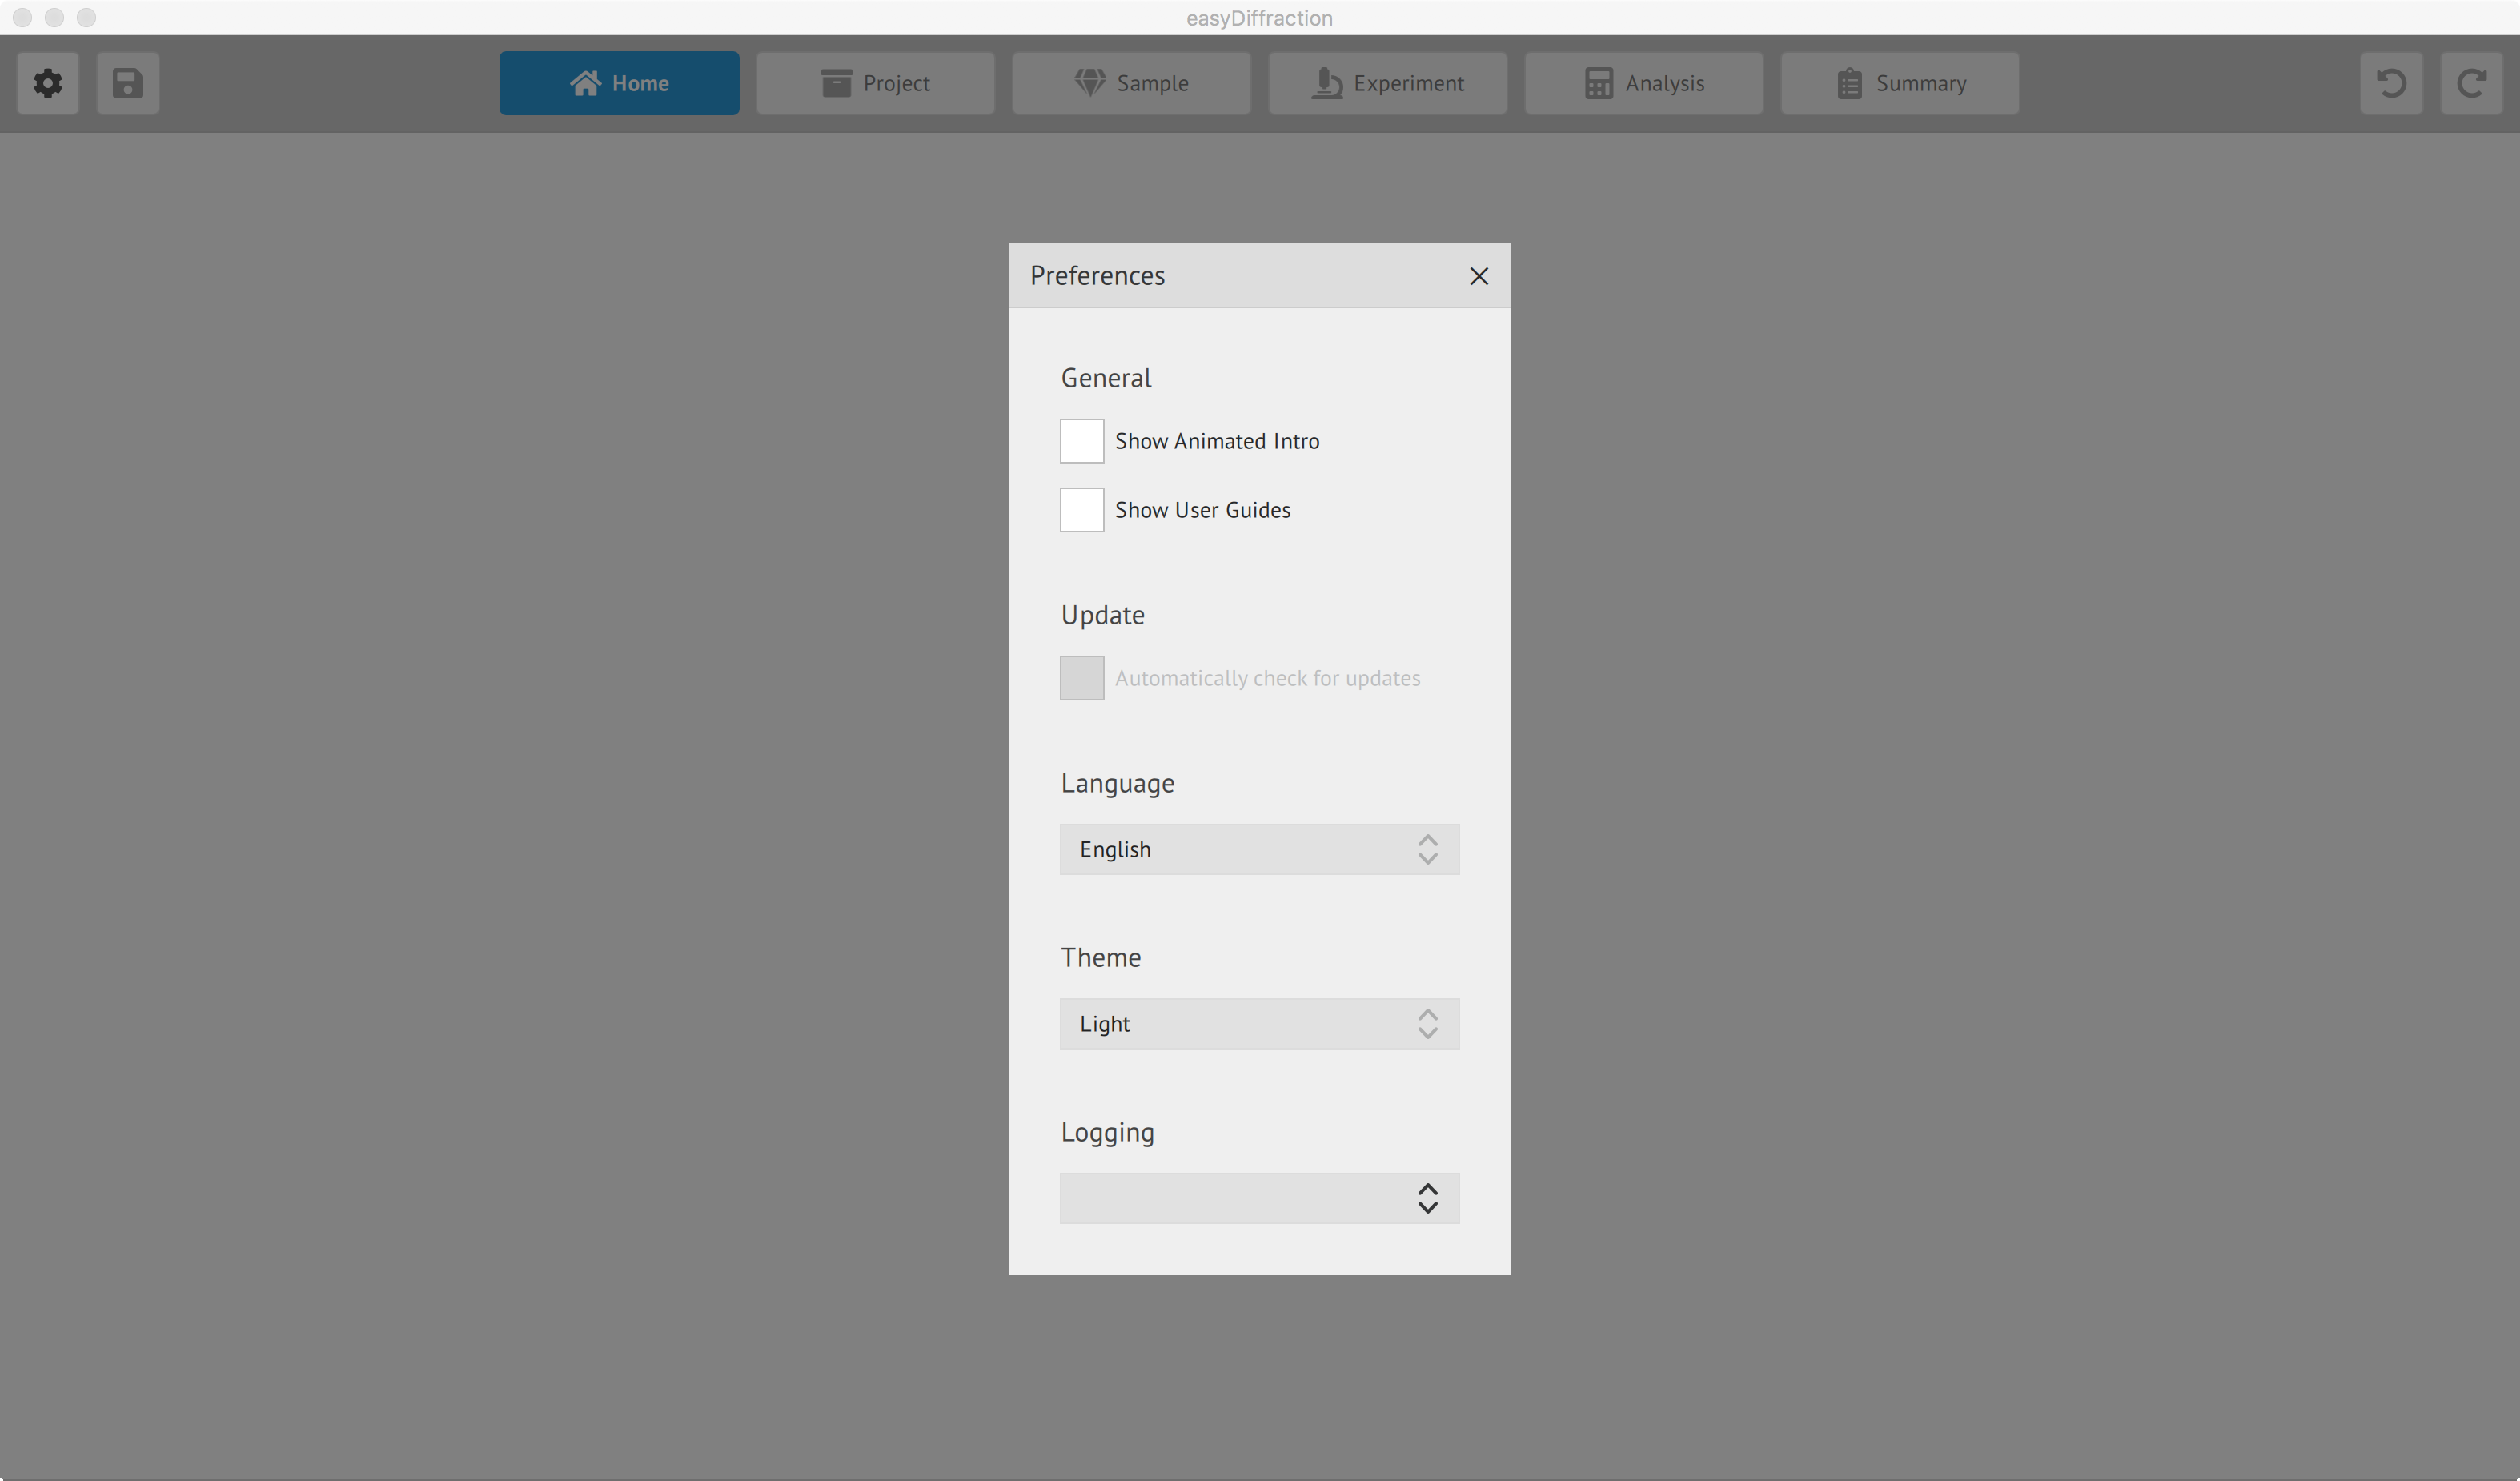 easyDiffraction
Home
Project
Sample
Experiment
Analysis
Summary
Preferences
General
Show Animated Intro
Show User Guides
Update
Automatically check for updates
Language
English
Theme
Light
Logging